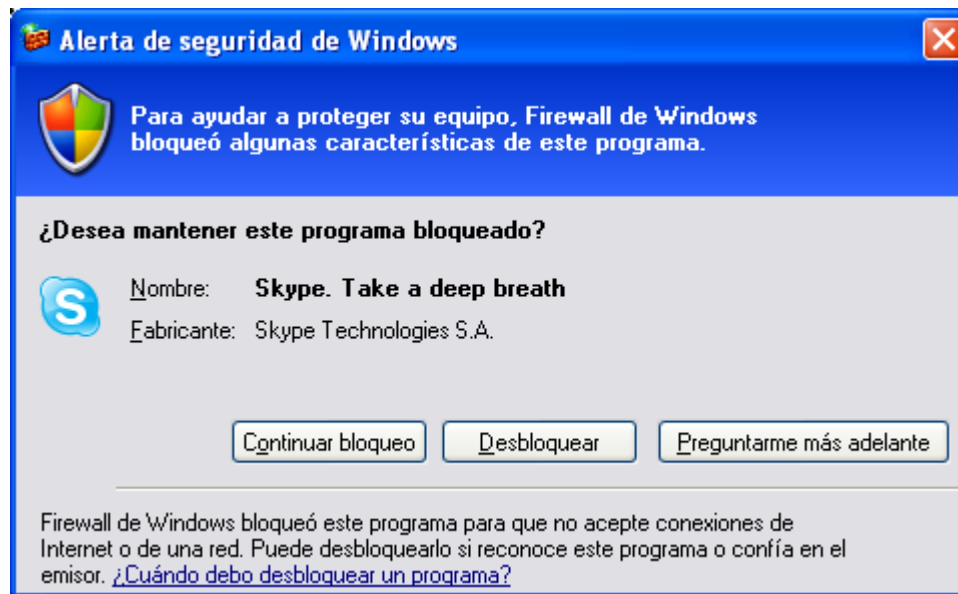 Alerta de seguridad de Windows
Para ayudar a proteger su equipo, Firewall de Windows
bloqueó algunas características de este programa.
¿Desea mantener este programa bloqueado?
Nombre: Skype. Take a deep breath
Fabricante: Skype Technologies S.A.
Continuar bloqueo Desbloquear Preguntarme más adelante
Firewall de Windows bloqueó este programa para que no acepte conexiones de
Internet o de una red. Puede desbloquearlo si reconoce este programa o confía en el
emisor. ¿Cuándo debo desbloquear un programa?